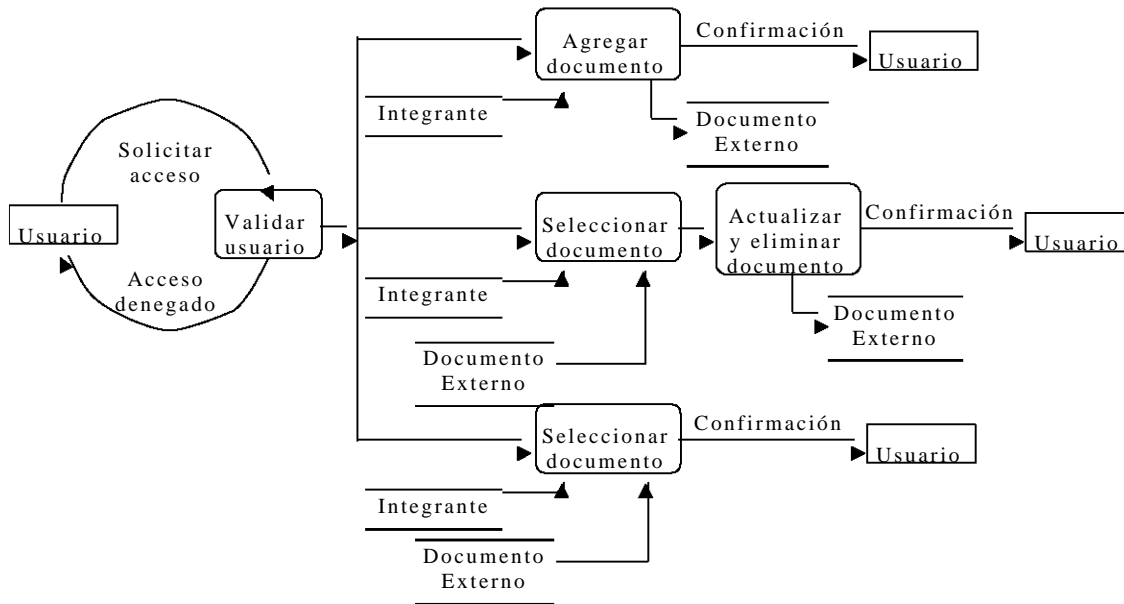 Agregar
documento
Confirmación
Usuario
Integrante
Documento
Externo
Solicitar
acceso
Usuario
Validar
usuario
Acceso
denegado
Seleccionar
documento
Actualizar
y eliminar
documento
Confirmación
Usuario
Integrante
Documento
Externo
Documento
Externo
Seleccionar
documento
Confirmación
Usuario
Integrante
Documento
Externo